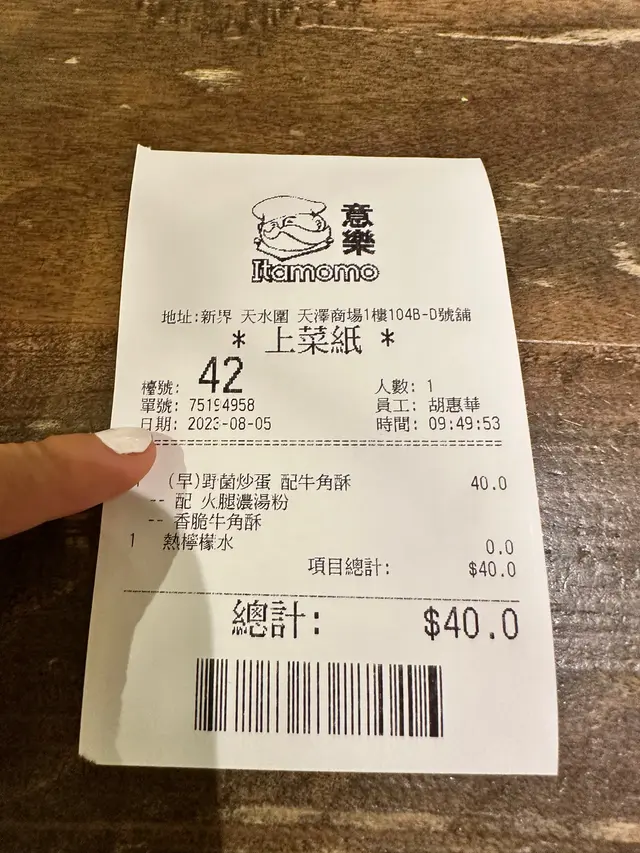 意
樂
Itamomo
地址:新界 天水圍 天澤商場1樓104B-D號舖
* 上菜紙 *
檯號: 42 人數: 1
單號: 75194958 員工: 胡惠華
日期: 2023-08-05 時間: 09:49:53
(早)野菌炒蛋 配牛角酥 40.0
-- 配 火腿濃湯粉
-- 香脆牛角酥
1 熱檸檬水 0.0
項目總計: $40.0
總計: $40.0